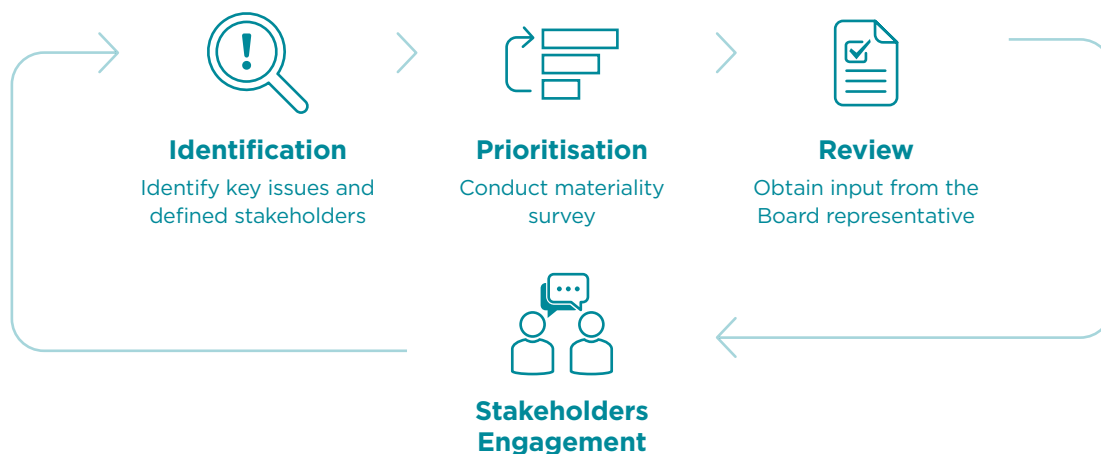 Identification
Identify key issues and
defined stakeholders
Prioritisation
Conduct materiality
survey
Review
Obtain input from the
Board representative
Stakeholders
Engagement